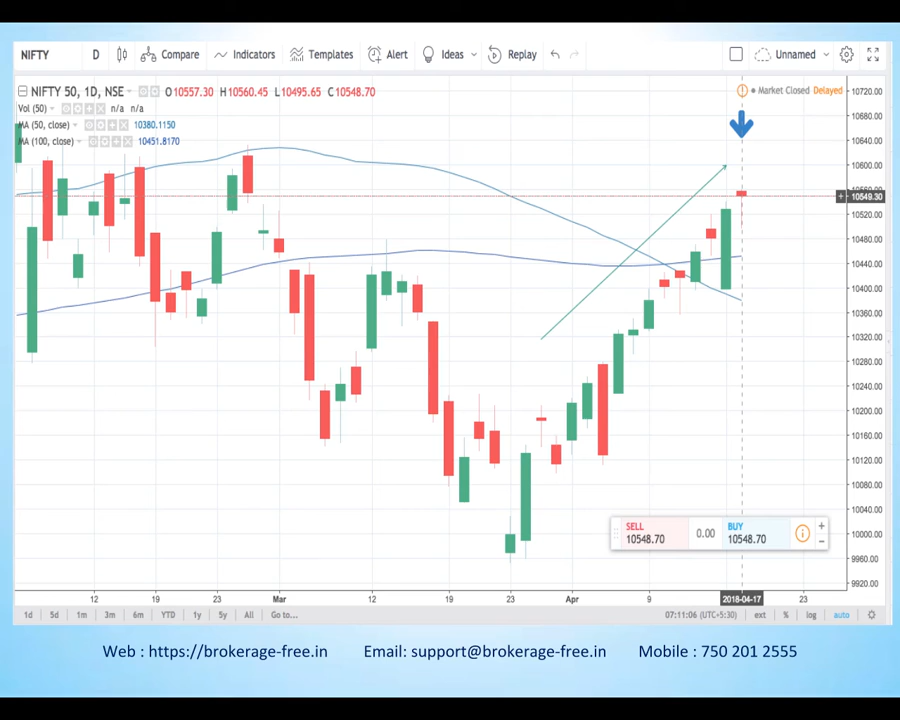 NIFTY D Compare Indicators Templates Alert Ideas Replay Unnamed
NIFTY 50, 1D, NSE O10557.30 H10560.45 L10495.65 C10548.70
Market Closed Delayed
Vol (50) n/a n/a
MA (50, close) 10380.1150
MA (100, close) 10451.8170
10720.00
10680.00
10640.00
10600.00
10560.00
10549.30
10520.00
10480.00
10440.00
10400.00
10360.00
10320.00
10280.00
10240.00
10200.00
10160.00
10120.00
10080.00
10040.00
10000.00
9960.00
9920.00
SELL
10548.70
0.00
BUY
10548.70
12 19 23 Mar 12 19 23 Apr 9 2018-04-17 23
1d 5d 1m 3m 6m YTD 1y 5y All Go to... 07:11:06 (UTC+5:30) ext % log auto
Web : https://brokerage-free.in Email: support@brokerage-free.in Mobile : 750 201 2555